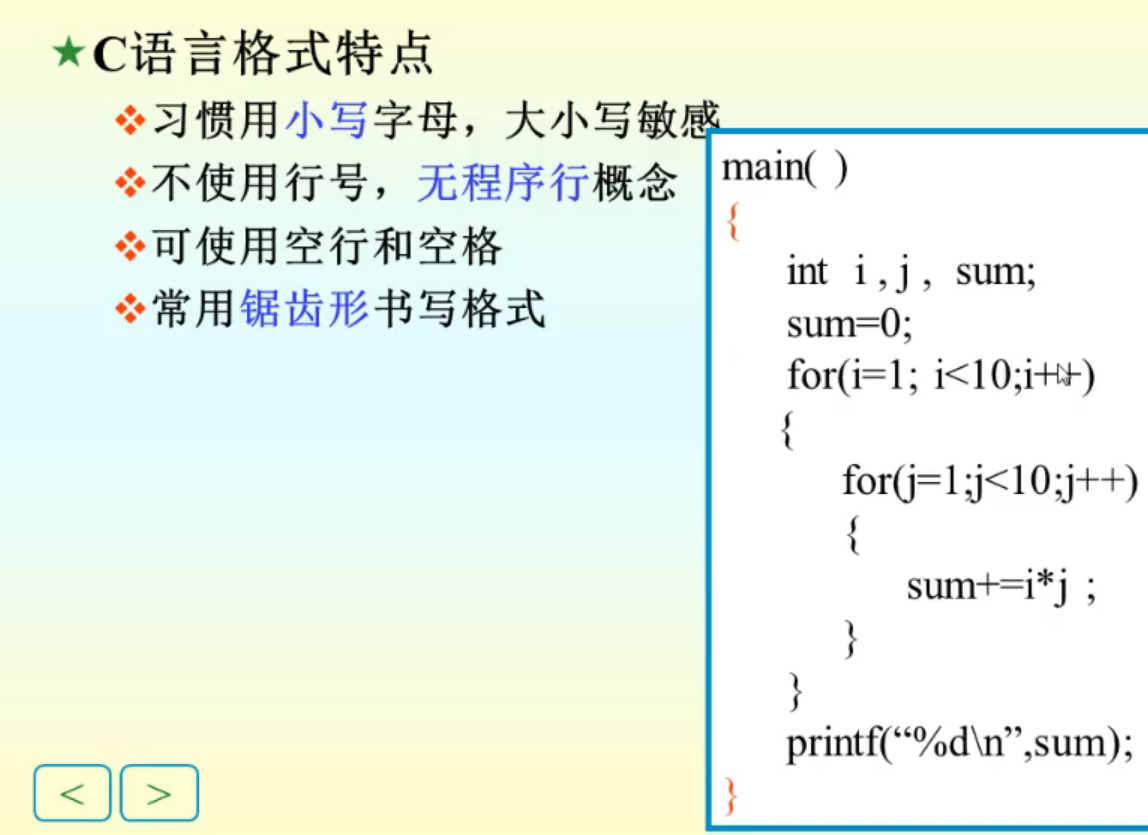 ★C语言格式特点
❖习惯用小写字母，大小写敏感
❖不使用行号，无程序行概念
❖可使用空行和空格
❖常用锯齿形书写格式
main( )
{
int i , j , sum;
sum=0;
for(i=1; i<10;i++)
{
for(j=1;j<10;j++)
{
sum+=i*j ;
}
}
printf(“%d\n”,sum);
}
< >